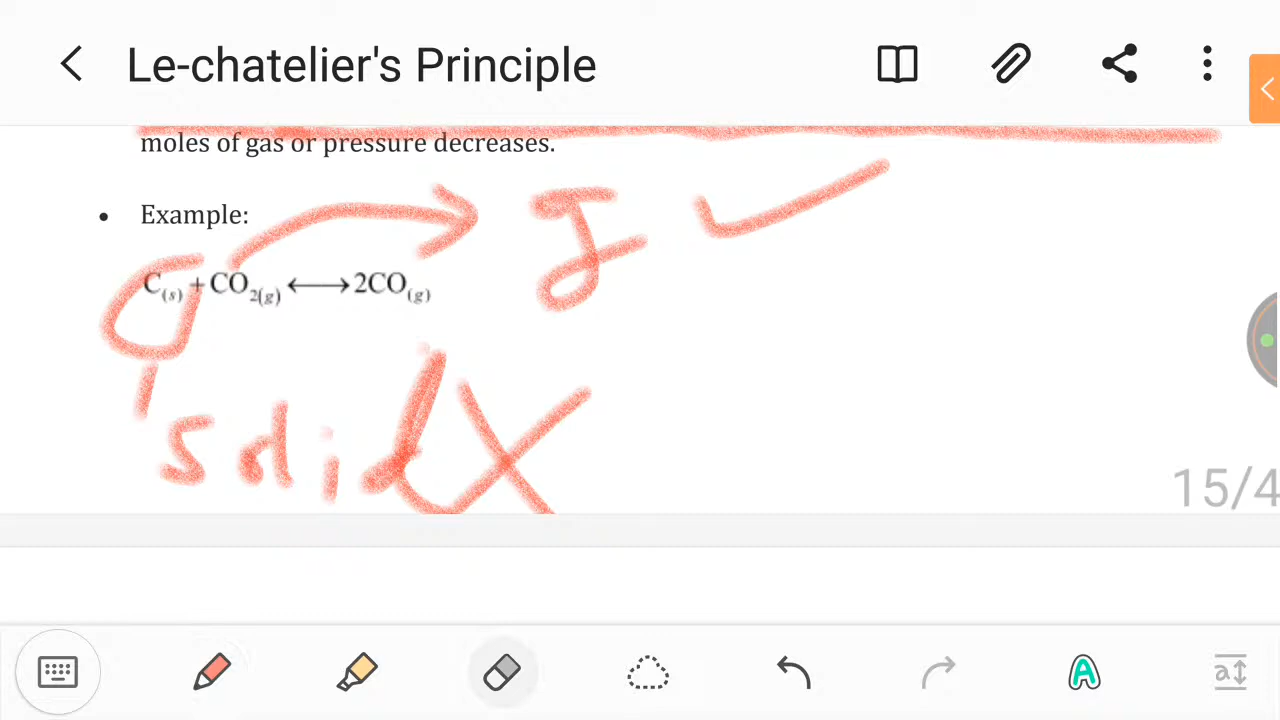 Le-chatelier's Principle
moles of gas or pressure decreases.
• Example:
C(s) + CO2(g) ⟷ 2CO(g)
solid
15/4